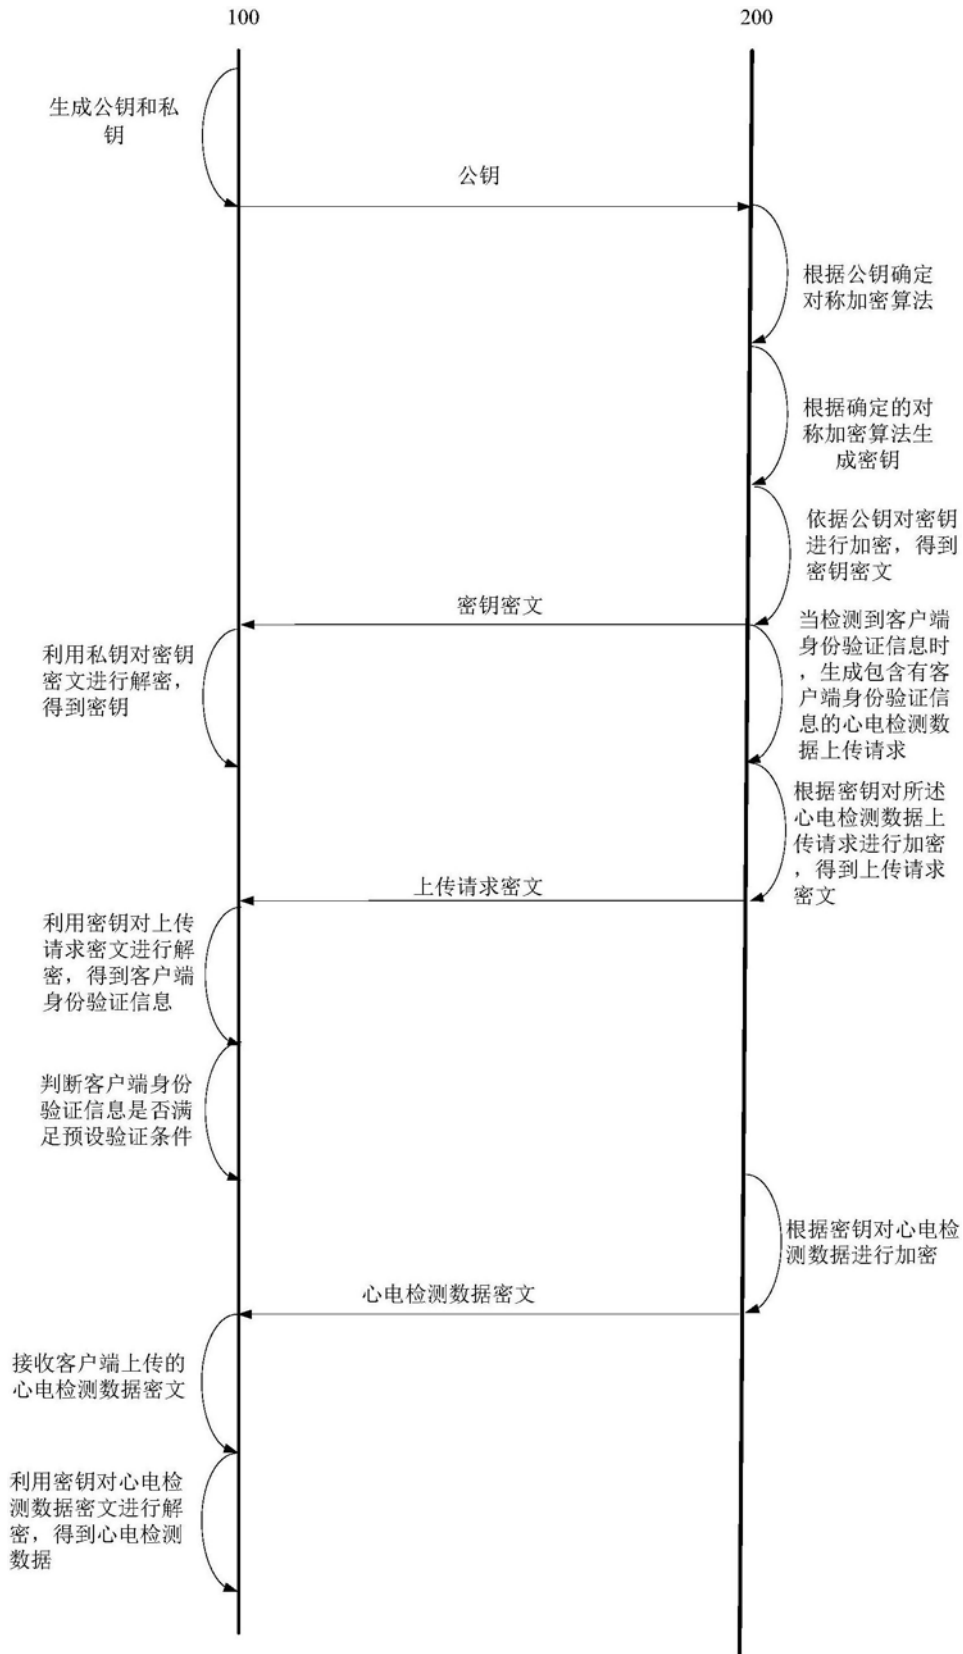 100
200
生成公钥和私
钥
公钥
根据公钥确定
对称加密算法
根据确定的对
称加密算法生
成密钥
依据公钥对密钥
进行加密，得到
密钥密文
密钥密文
当检测到客户端
身份验证信息时
，生成包含有客
户端身份验证信
息的心电检测数
据上传请求
利用私钥对密钥
密文进行解密，
得到密钥
根据密钥对所述
心电检测数据上
传请求进行加密
，得到上传请求
密文
上传请求密文
利用密钥对上传
请求密文进行解
密，得到客户端
身份验证信息
判断客户端身份
验证信息是否满
足预设验证条件
根据密钥对心电检
测数据进行加密
心电检测数据密文
接收客户端上传的
心电检测数据密文
利用密钥对心电检
测数据密文进行解
密，得到心电检测
数据